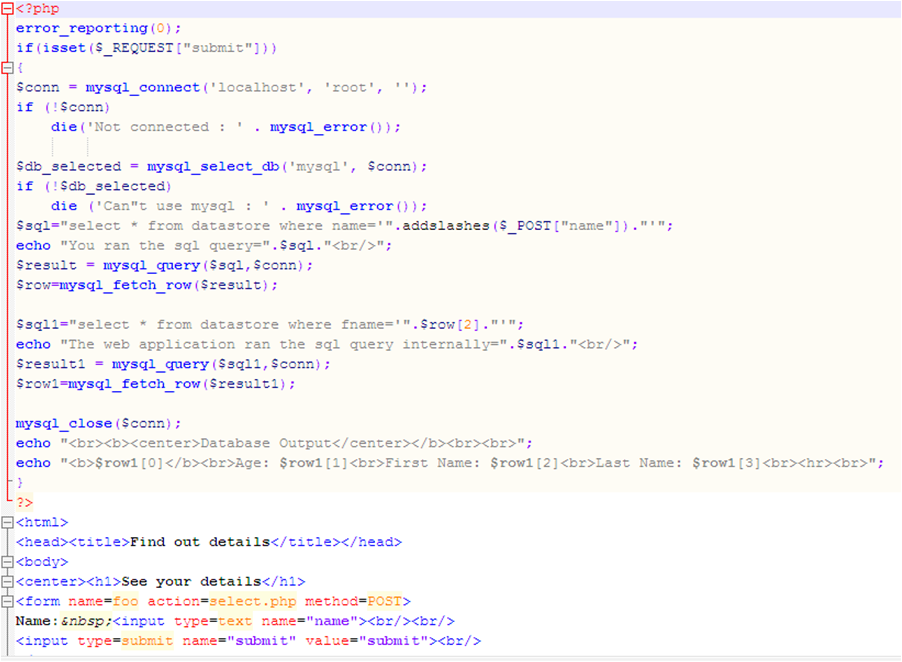 <?php
error_reporting(0);
if(isset($_REQUEST["submit"]))
{
$conn = mysql_connect('localhost', 'root', '');
if (!$conn)
    die('Not connected : ' . mysql_error());

$db_selected = mysql_select_db('mysql', $conn);
if (!$db_selected)
    die ('Can"t use mysql : ' . mysql_error());
$sql="select * from datastore where name='".addslashes($_POST["name"])."'";
echo "You ran the sql query=".$sql."<br/>";
$result = mysql_query($sql,$conn);
$row=mysql_fetch_row($result);

$sql1="select * from datastore where fname='".$row[2]."'";
echo "The web application ran the sql query internally=".$sql1."<br/>";
$result1 = mysql_query($sql1,$conn);
$row1=mysql_fetch_row($result1);

mysql_close($conn);
echo "<br><b><center>Database Output</center></b><br><br>";
echo "<b>$row1[0]</b><br>Age: $row1[1]<br>First Name: $row1[2]<br>Last Name: $row1[3]<br><hr><br>";
}
?>
<html>
<head><title>Find out details</title></head>
<body>
<center><h1>See your details</h1>
<form name=foo action=select.php method=POST>
Name:&nbsp;<input type=text name="name"><br/><br/>
<input type=submit name="submit" value="submit"><br/>